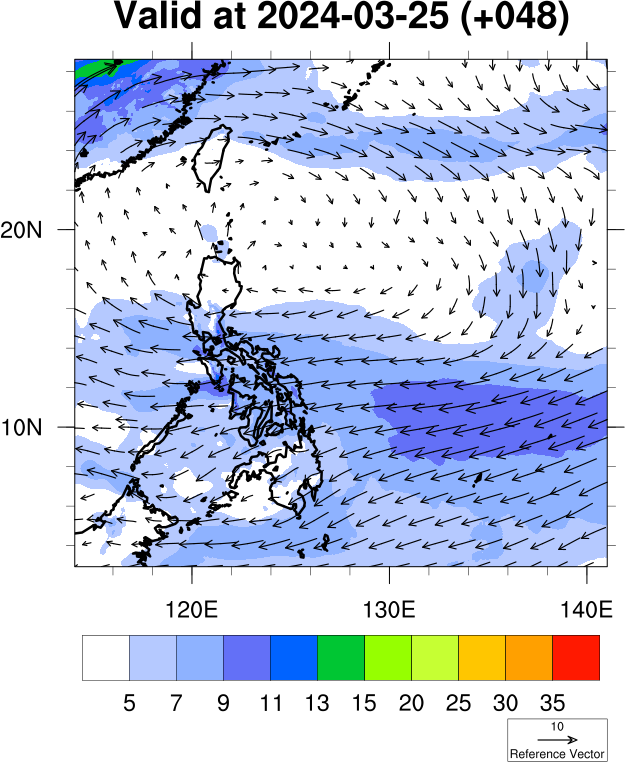 Valid at 2024-03-25 (+048)
20N
10N
120E 130E 140E
5 7 9 11 13 15 20 25 30 35
10
Reference Vector